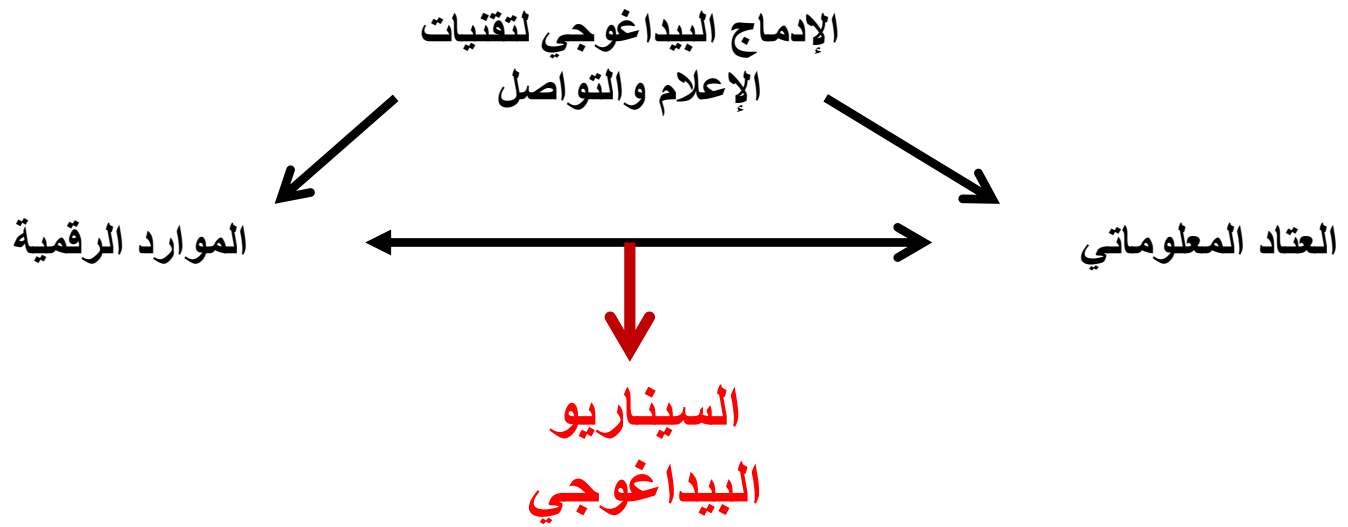 الإدماج البيداغوجي لتقنيات
الإعلام والتواصل
العتاد المعلوماتي
الموارد الرقمية
السيناريو
البيداغوجي